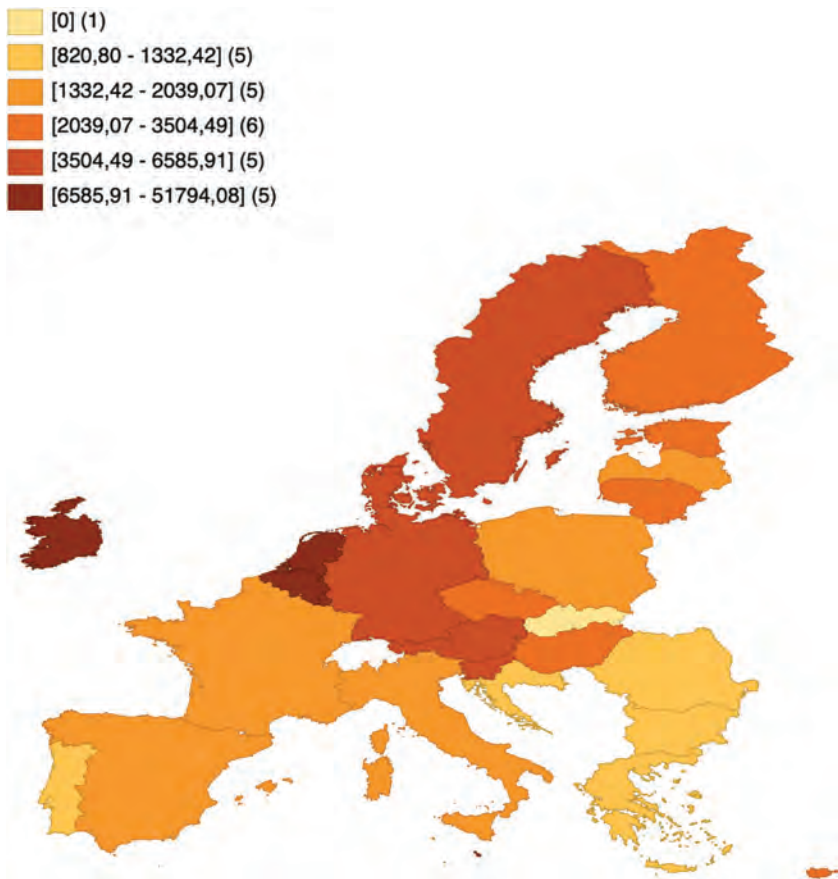 [0] (1)
[820,80 - 1332,42] (5)
[1332,42 - 2039,07] (5)
[2039,07 - 3504,49] (6)
[3504,49 - 6585,91] (5)
[6585,91 - 51794,08] (5)